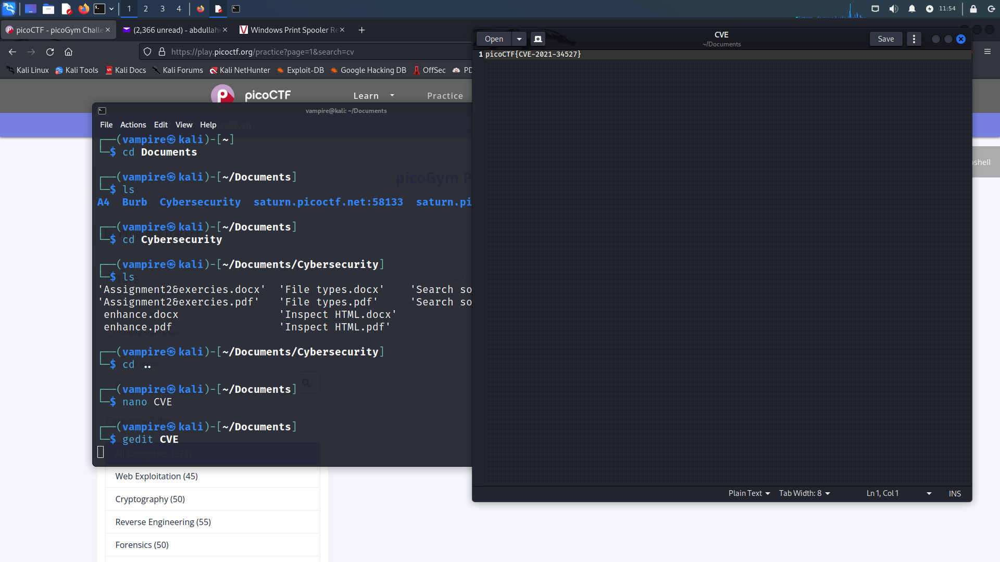 1 2 3 4
11:54
picoCTF - picoGym Challe
(2,366 unread) - abdullah
Windows Print Spooler Re
https://play.picoctf.org/practice?page=1&search=cv
Kali Linux Kali Tools Kali Docs Kali Forums Kali NetHunter Exploit-DB Google Hacking DB OffSec PD
picoCTF Learn Practice
vampire@kali: ~/Documents
File Actions Edit View Help
┌──(vampire㉿kali)-[~]
└─$ cd Documents
┌──(vampire㉿kali)-[~/Documents]
└─$ ls
A4 Burb Cybersecurity saturn.picoctf.net:58133 saturn.pi
┌──(vampire㉿kali)-[~/Documents]
└─$ cd Cybersecurity
┌──(vampire㉿kali)-[~/Documents/Cybersecurity]
└─$ ls
'Assignment2&exercies.docx' 'File types.docx' 'Search so
'Assignment2&exercies.pdf' 'File types.pdf' 'Search so
enhance.docx 'Inspect HTML.docx'
enhance.pdf 'Inspect HTML.pdf'
┌──(vampire㉿kali)-[~/Documents/Cybersecurity]
└─$ cd ..
┌──(vampire㉿kali)-[~/Documents]
└─$ nano CVE
┌──(vampire㉿kali)-[~/Documents]
└─$ gedit CVE
picoGym P
Category Filter
All Categories (271)
Web Exploitation (45)
Cryptography (50)
Reverse Engineering (55)
Forensics (50)
Open
CVE
~/Documents
Save
1 picoCTF{CVE-2021-34527}
Plain Text Tab Width: 8 Ln 1, Col 1 INS
shell